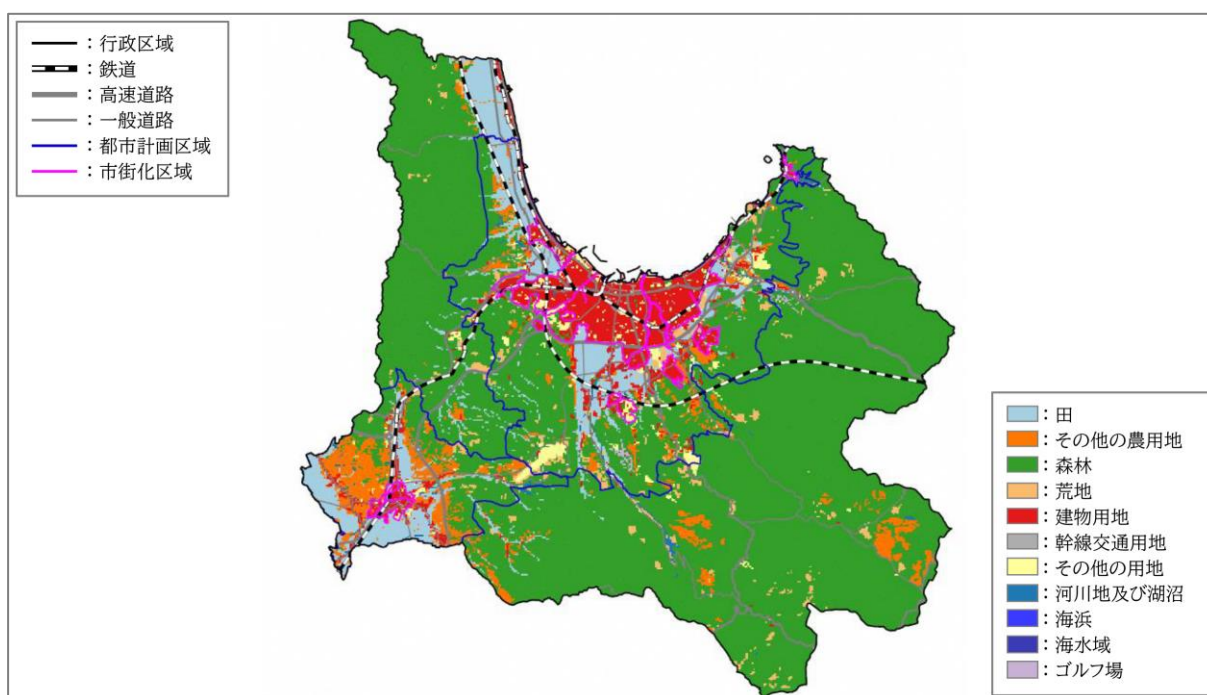 ：行政区域
：鉄道
：高速道路
：一般道路
：都市計画区域
：市街化区域
：田
：その他の農用地
：森林
：荒地
：建物用地
：幹線交通用地
：その他の用地
：河川地及び湖沼
：海浜
：海水域
：ゴルフ場